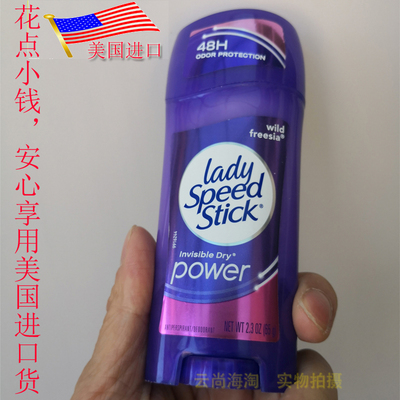 花点小钱，安心享用美国进口货
美国进口
48H
ODOR PROTECTION
wild
freesia®
lady
Speed
Stick®
Invisible Dry®
power
NET WT 2.3 OZ (65
云尚海淘 实物拍摄